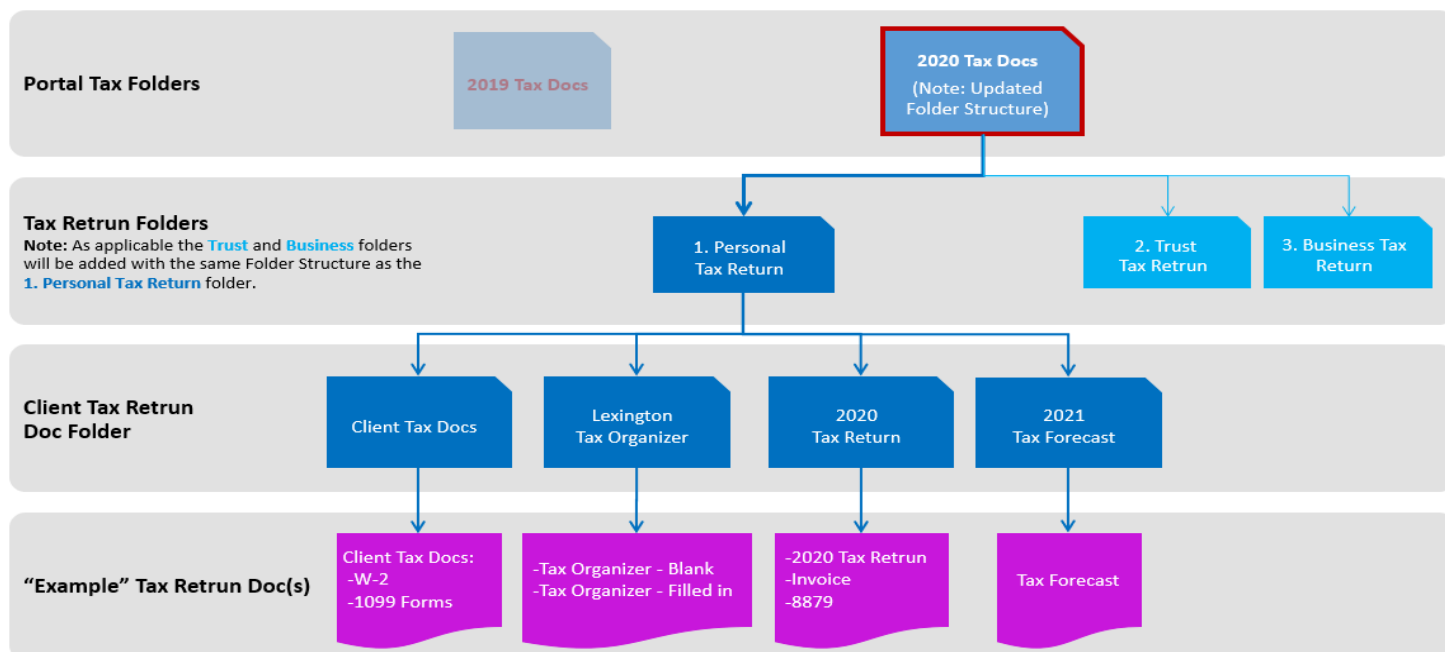 Portal Tax Folders
2019 Tax Docs
2020 Tax Docs
(Note: Updated
Folder Structure)
Tax Retrun Folders
Note: As applicable the Trust and Business folders
will be added with the same Folder Structure as the
1. Personal Tax Return folder.
1. Personal
Tax Return
2. Trust
Tax Retrun
3. Business Tax
Return
Client Tax Retrun
Doc Folder
Client Tax Docs
Lexington
Tax Organizer
2020
Tax Return
2021
Tax Forecast
“Example” Tax Retrun Doc(s)
Client Tax Docs:
-W-2
-1099 Forms
-Tax Organizer - Blank
-Tax Organizer - Filled in
-2020 Tax Retrun
-Invoice
-8879
Tax Forecast